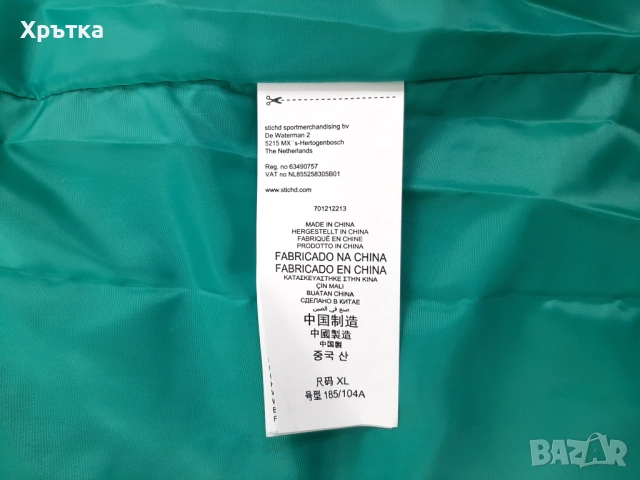 Хрътка
stichd sportmerchandising bv
De Waterman 2
5215 MX `s-Hertogenbosch
The Netherlands
Reg. no 63490757
VAT no NL855258305B01
www.stichd.com
701212213
MADE IN CHINA
HERGESTELLT IN CHINA
FABRIQUÉ EN CHINE
PRODOTTO IN CHINA
FABRICADO NA CHINA
FABRICADO EN CHINA
ΚΑΤΑΣΚΕΥΑΣΤΗΚΕ ΣΤΗΝ ΚΙΝΑ
ÇİN MALI
BUATAN CHINA
СДЕЛАНО В КИТАЕ
صنع في الصين
中国制造
中國製造
中国製
중국 산
尺码 XL
号型 185/104A
BAZAR